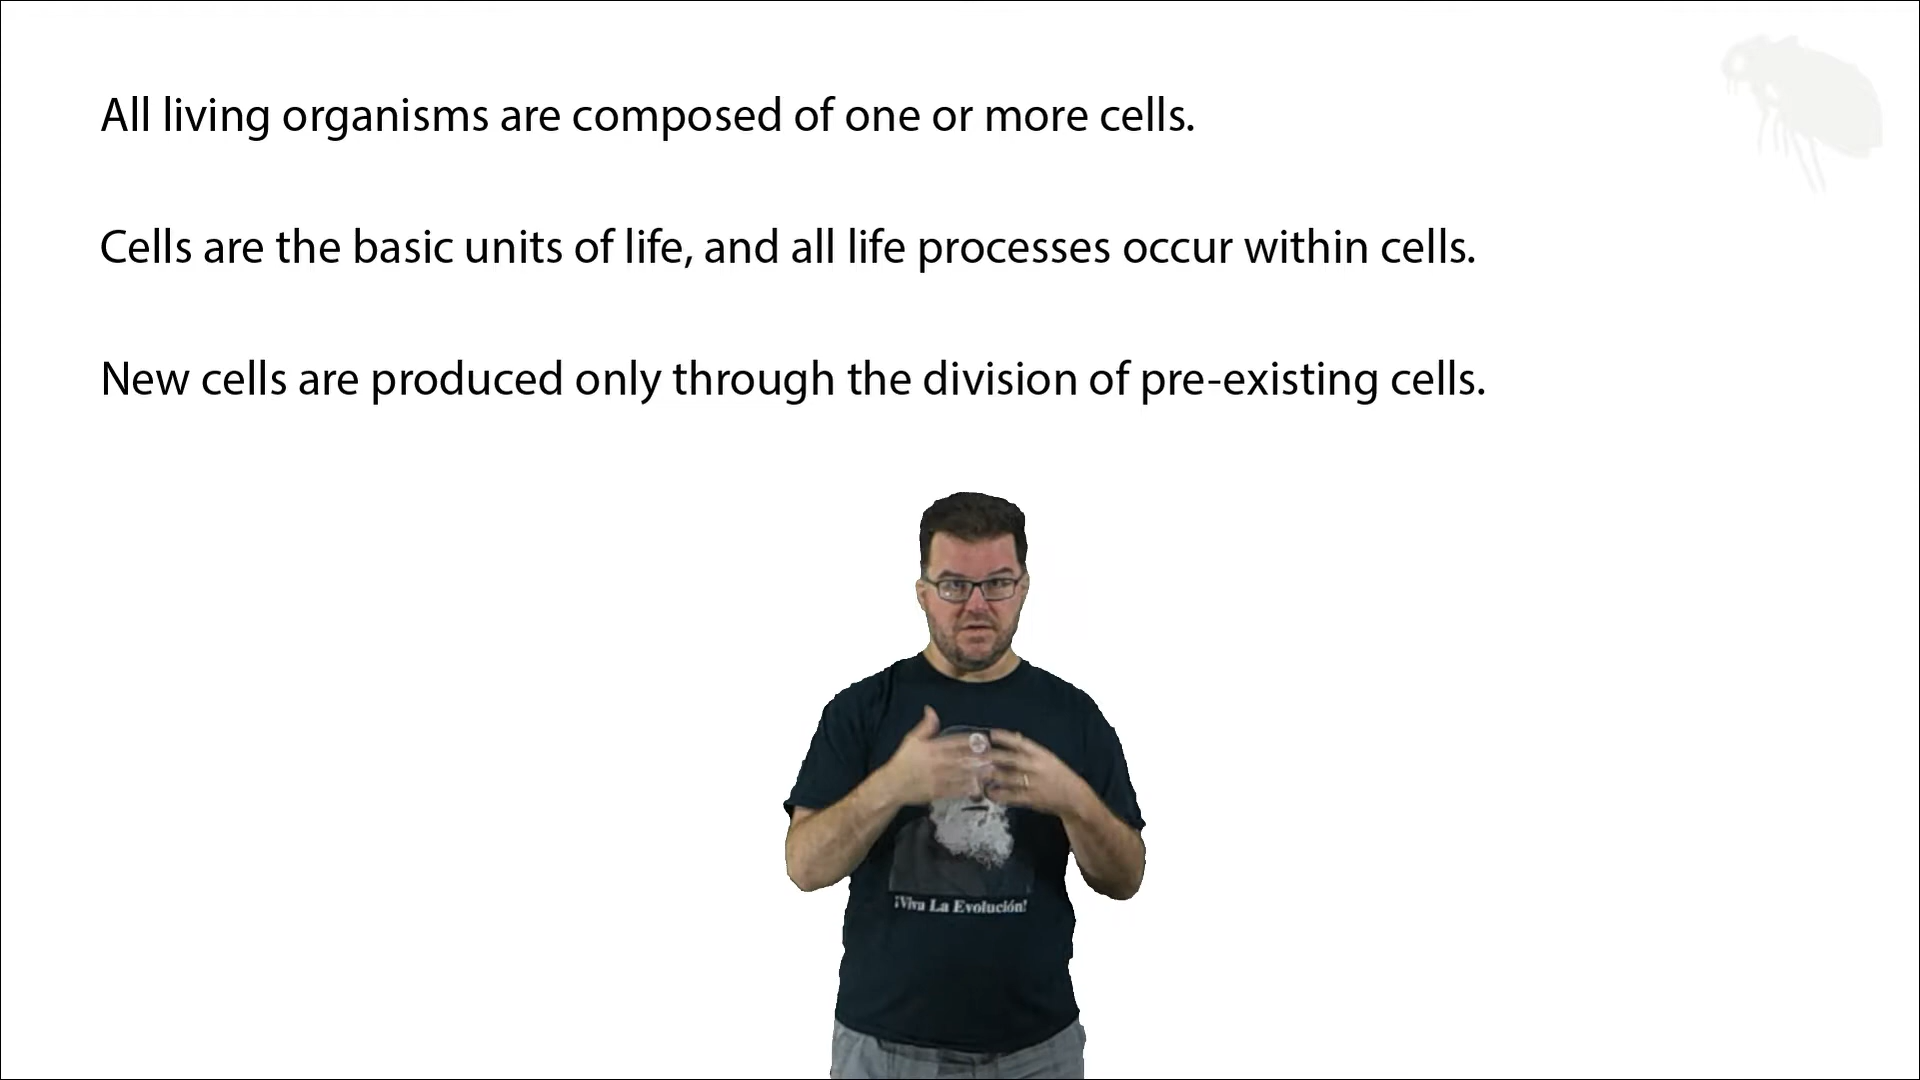 All living organisms are composed of one or more cells.
Cells are the basic units of life, and all life processes occur within cells.
New cells are produced only through the division of pre-existing cells.
¡Viva La Evolución!